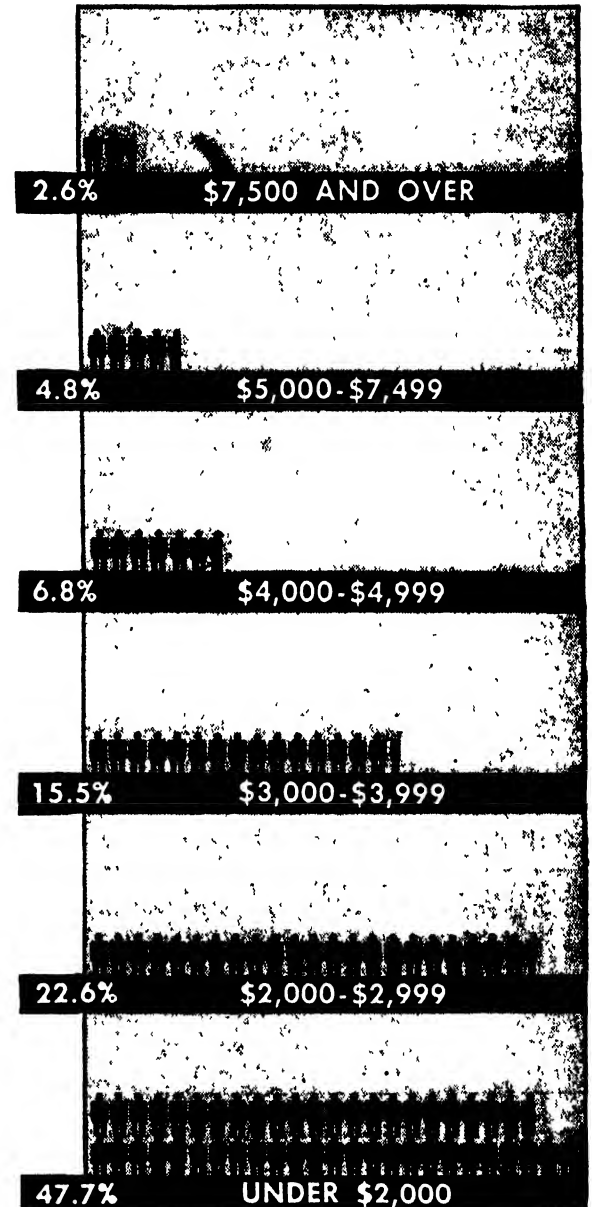 2.6% $7,500 AND OVER
4.8% $5,000-$7,499
6.8% $4,000-$4,999
15.5% $3,000-$3,999
22.6% $2,000-$2,999
47.7% UNDER $2,000